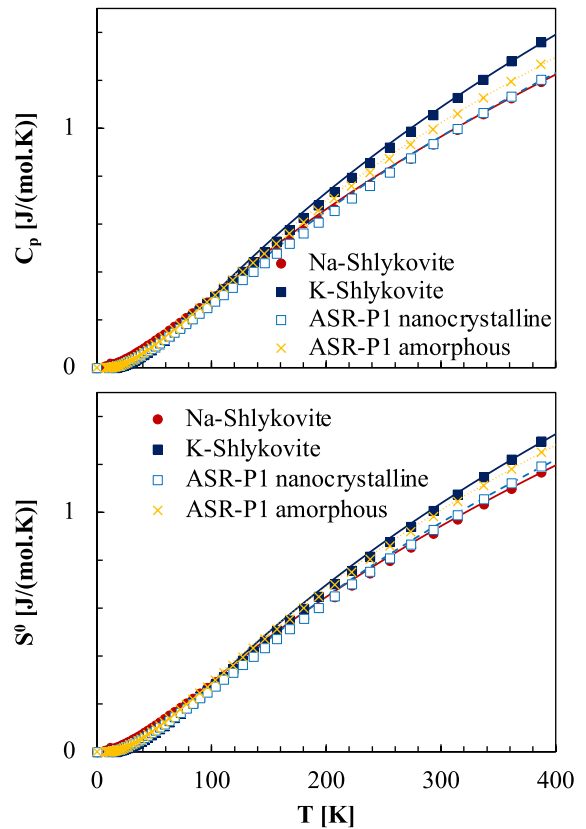 1
0
Cp [J/(mol.K)]
Na-Shlykovite
K-Shlykovite
ASR-P1 nanocrystalline
ASR-P1 amorphous
1
0
S⁰ [J/(mol.K)]
Na-Shlykovite
K-Shlykovite
ASR-P1 nanocrystalline
ASR-P1 amorphous
0 100 200 300 400
T [K]